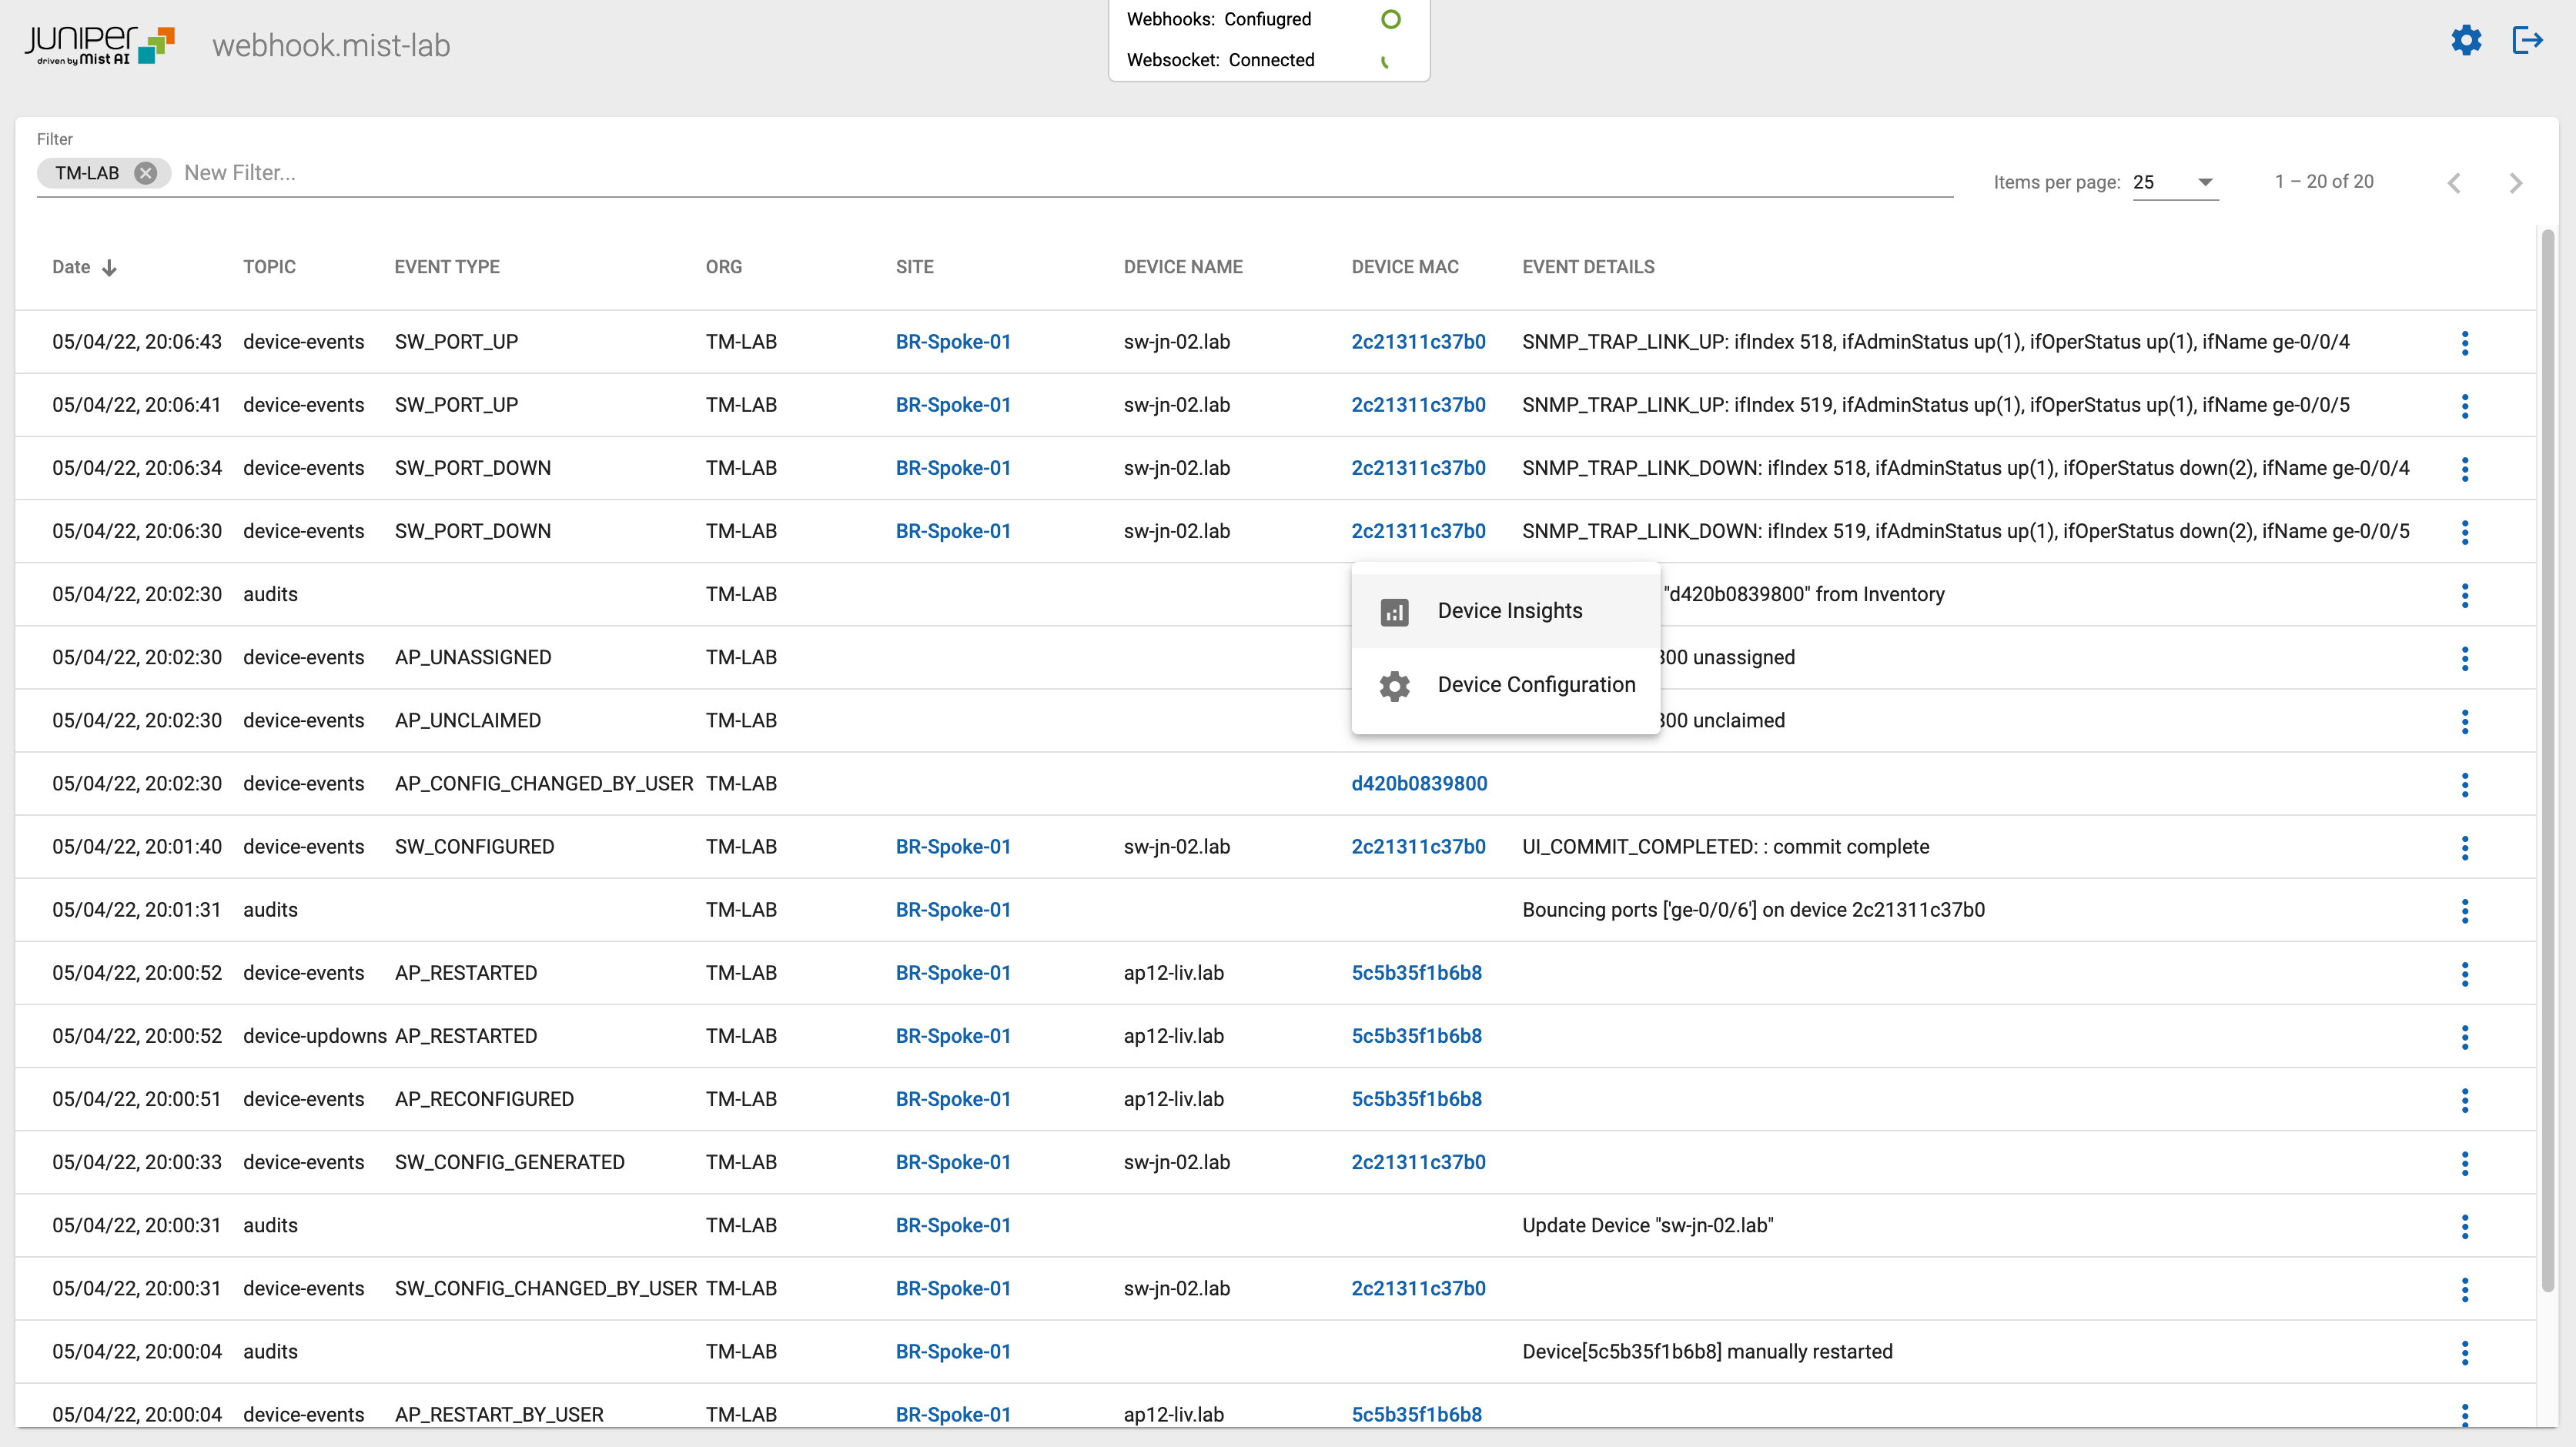 Webhooks: Confiugred
Websocket: Connected
JUNIPER
driven by Mist AI
webhook.mist-lab
Filter
TM-LAB New Filter...
Items per page: 25 1 – 20 of 20
Date TOPIC EVENT TYPE ORG SITE DEVICE NAME DEVICE MAC EVENT DETAILS
05/04/22, 20:06:43 device-events SW_PORT_UP TM-LAB BR-Spoke-01 sw-jn-02.lab 2c21311c37b0 SNMP_TRAP_LINK_UP: ifIndex 518, ifAdminStatus up(1), ifOperStatus up(1), ifName ge-0/0/4
05/04/22, 20:06:41 device-events SW_PORT_UP TM-LAB BR-Spoke-01 sw-jn-02.lab 2c21311c37b0 SNMP_TRAP_LINK_UP: ifIndex 519, ifAdminStatus up(1), ifOperStatus up(1), ifName ge-0/0/5
05/04/22, 20:06:34 device-events SW_PORT_DOWN TM-LAB BR-Spoke-01 sw-jn-02.lab 2c21311c37b0 SNMP_TRAP_LINK_DOWN: ifIndex 518, ifAdminStatus up(1), ifOperStatus down(2), ifName ge-0/0/4
05/04/22, 20:06:30 device-events SW_PORT_DOWN TM-LAB BR-Spoke-01 sw-jn-02.lab 2c21311c37b0 SNMP_TRAP_LINK_DOWN: ifIndex 519, ifAdminStatus up(1), ifOperStatus down(2), ifName ge-0/0/5
05/04/22, 20:02:30 audits TM-LAB "d420b0839800" from Inventory
Device Insights
05/04/22, 20:02:30 device-events AP_UNASSIGNED TM-LAB 800 unassigned
Device Configuration
05/04/22, 20:02:30 device-events AP_UNCLAIMED TM-LAB 800 unclaimed
05/04/22, 20:02:30 device-events AP_CONFIG_CHANGED_BY_USER TM-LAB d420b0839800
05/04/22, 20:01:40 device-events SW_CONFIGURED TM-LAB BR-Spoke-01 sw-jn-02.lab 2c21311c37b0 UI_COMMIT_COMPLETED: : commit complete
05/04/22, 20:01:31 audits TM-LAB BR-Spoke-01 Bouncing ports ['ge-0/0/6'] on device 2c21311c37b0
05/04/22, 20:00:52 device-events AP_RESTARTED TM-LAB BR-Spoke-01 ap12-liv.lab 5c5b35f1b6b8
05/04/22, 20:00:52 device-updowns AP_RESTARTED TM-LAB BR-Spoke-01 ap12-liv.lab 5c5b35f1b6b8
05/04/22, 20:00:51 device-events AP_RECONFIGURED TM-LAB BR-Spoke-01 ap12-liv.lab 5c5b35f1b6b8
05/04/22, 20:00:33 device-events SW_CONFIG_GENERATED TM-LAB BR-Spoke-01 sw-jn-02.lab 2c21311c37b0
05/04/22, 20:00:31 audits TM-LAB BR-Spoke-01 Update Device "sw-jn-02.lab"
05/04/22, 20:00:31 device-events SW_CONFIG_CHANGED_BY_USER TM-LAB BR-Spoke-01 sw-jn-02.lab 2c21311c37b0
05/04/22, 20:00:04 audits TM-LAB BR-Spoke-01 Device[5c5b35f1b6b8] manually restarted
05/04/22, 20:00:04 device-events AP_RESTART_BY_USER TM-LAB BR-Spoke-01 ap12-liv.lab 5c5b35f1b6b8